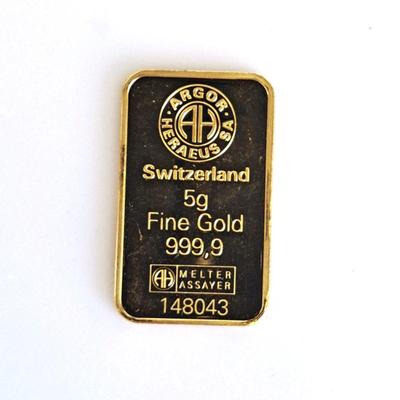 ARGOR·
HERAEUS SA
AH
Switzerland
5g
Fine Gold
999,9
AH MELTER
ASSAYER
148043